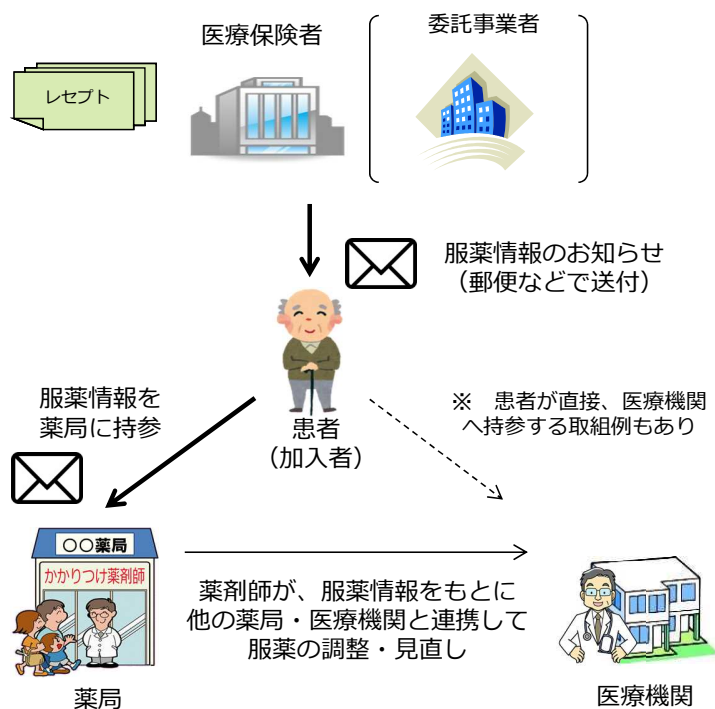 医療保険者
委託事業者
レセプト
服薬情報のお知らせ
（郵便などで送付）
患者
（加入者）
服薬情報を
薬局に持参
※　患者が直接、医療機関
へ持参する取組例もあり
〇〇薬局
かかりつけ薬剤師
薬局
薬剤師が、服薬情報をもとに
他の薬局・医療機関と連携して
服薬の調整・見直し
医療機関